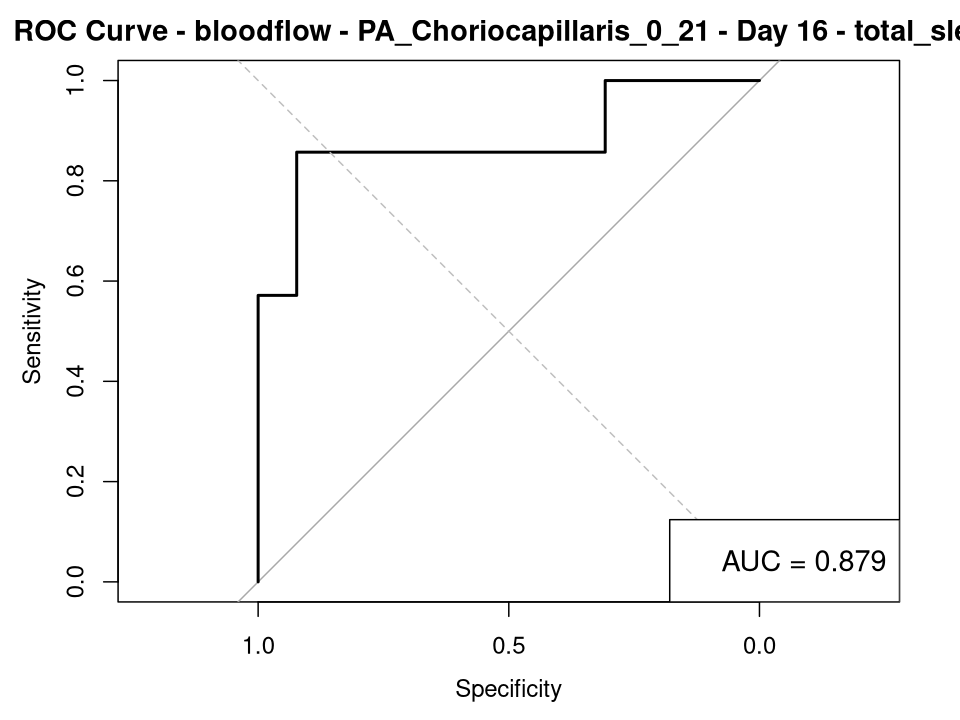 ROC Curve - bloodflow - PA_Choriocapillaris_0_21 - Day 16 - total_sle
1.0
0.8
0.6
0.4
0.2
0.0
Sensitivity
AUC = 0.879
1.0 0.5 0.0
Specificity